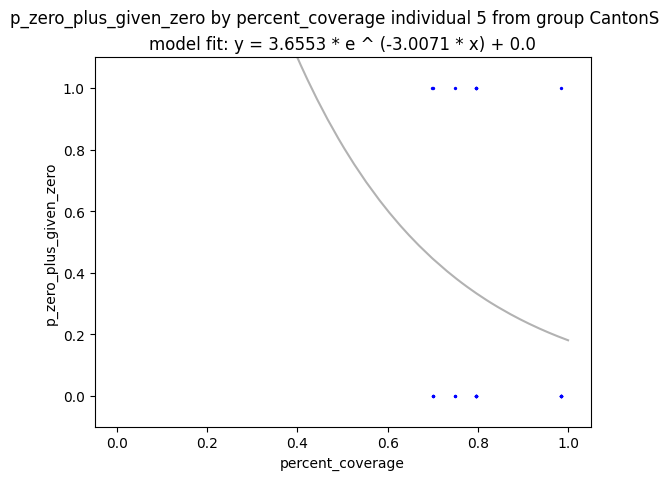 p_zero_plus_given_zero by percent_coverage individual 5 from group CantonS
model fit: y = 3.6553 * e ^ (-3.0071 * x) + 0.0
1.0
0.8
0.6
0.4
0.2
0.0
p_zero_plus_given_zero
0.0 0.2 0.4 0.6 0.8 1.0
percent_coverage